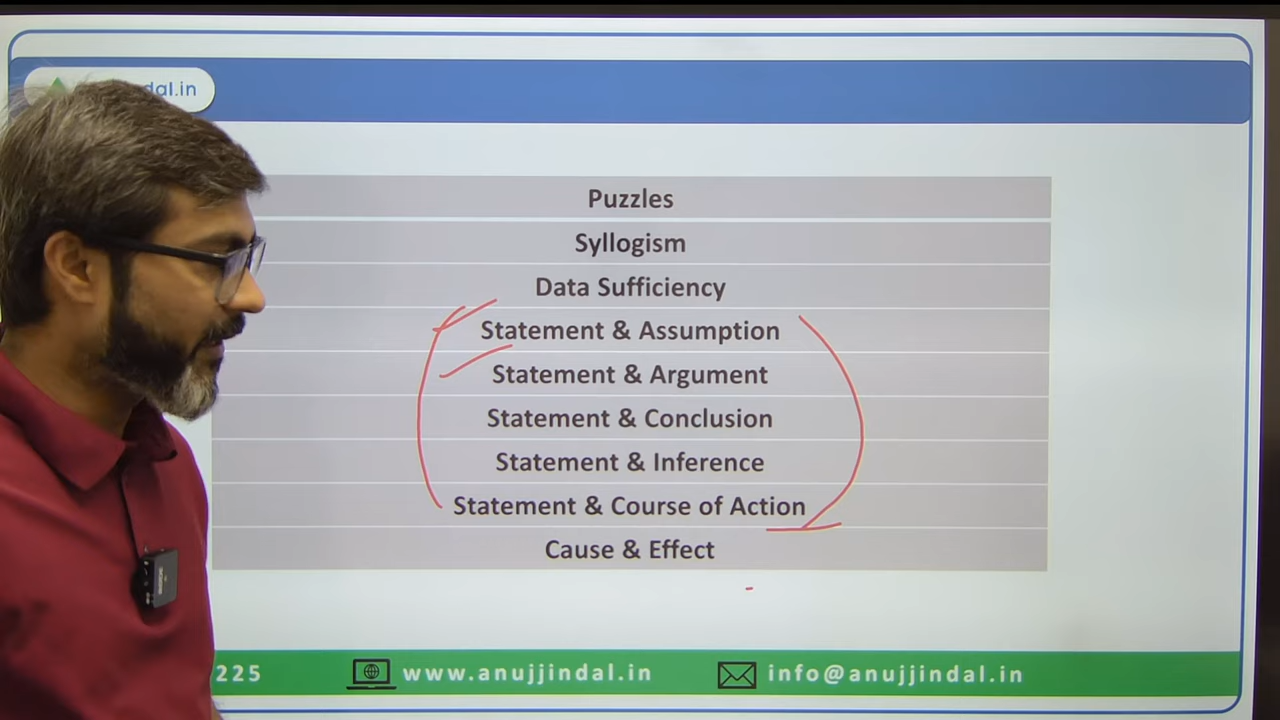 dal.in
Puzzles
Syllogism
Data Sufficiency
Statement & Assumption
Statement & Argument
Statement & Conclusion
Statement & Inference
Statement & Course of Action
Cause & Effect
225 www.anujjindal.in info@anujjindal.in